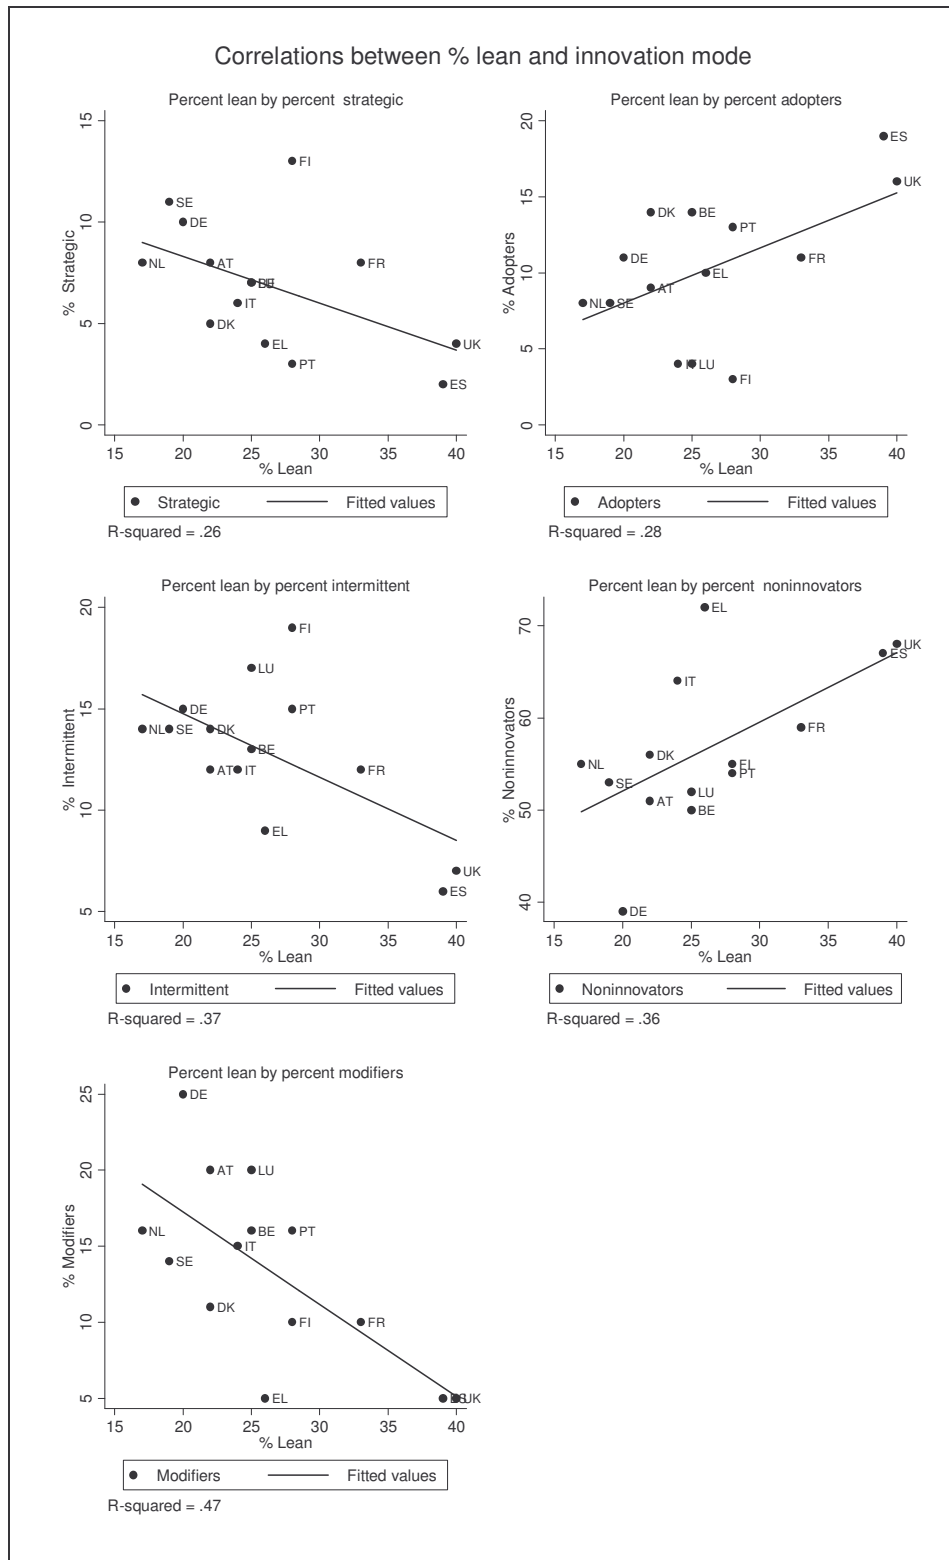 Correlations between % lean and innovation mode
Percent lean by percent  strategic
15
10
5
0
% Strategic
FI
SE
DE
NL
AT
FR
BE
IT
DK
EL
UK
PT
ES
15 20 25 30 35 40
% Lean
Strategic Fitted values
R-squared = .26
Percent lean by percent adopters
20
15
10
5
0
% Adopters
ES
UK
DK
BE
PT
DE
FR
EL
AT
NL
SE
IT
LU
FI
15 20 25 30 35 40
% Lean
Adopters Fitted values
R-squared = .28
Percent lean by percent intermittent
20
15
10
5
% Intermittent
FI
LU
DE
PT
NL
SE
DK
BE
AT
IT
FR
EL
UK
ES
15 20 25 30 35 40
% Lean
Intermittent Fitted values
R-squared = .37
Percent lean by percent  noninnovators
70
60
50
40
% Noninnovators
EL
UK
ES
IT
FR
DK
NL
FI
PT
SE
LU
AT
BE
DE
15 20 25 30 35 40
% Lean
Noninnovators Fitted values
R-squared = .36
Percent lean by percent modifiers
25
20
15
10
5
% Modifiers
DE
AT
LU
NL
BE
PT
IT
SE
DK
FI
FR
EL
ES
UK
15 20 25 30 35 40
% Lean
Modifiers Fitted values
R-squared = .47